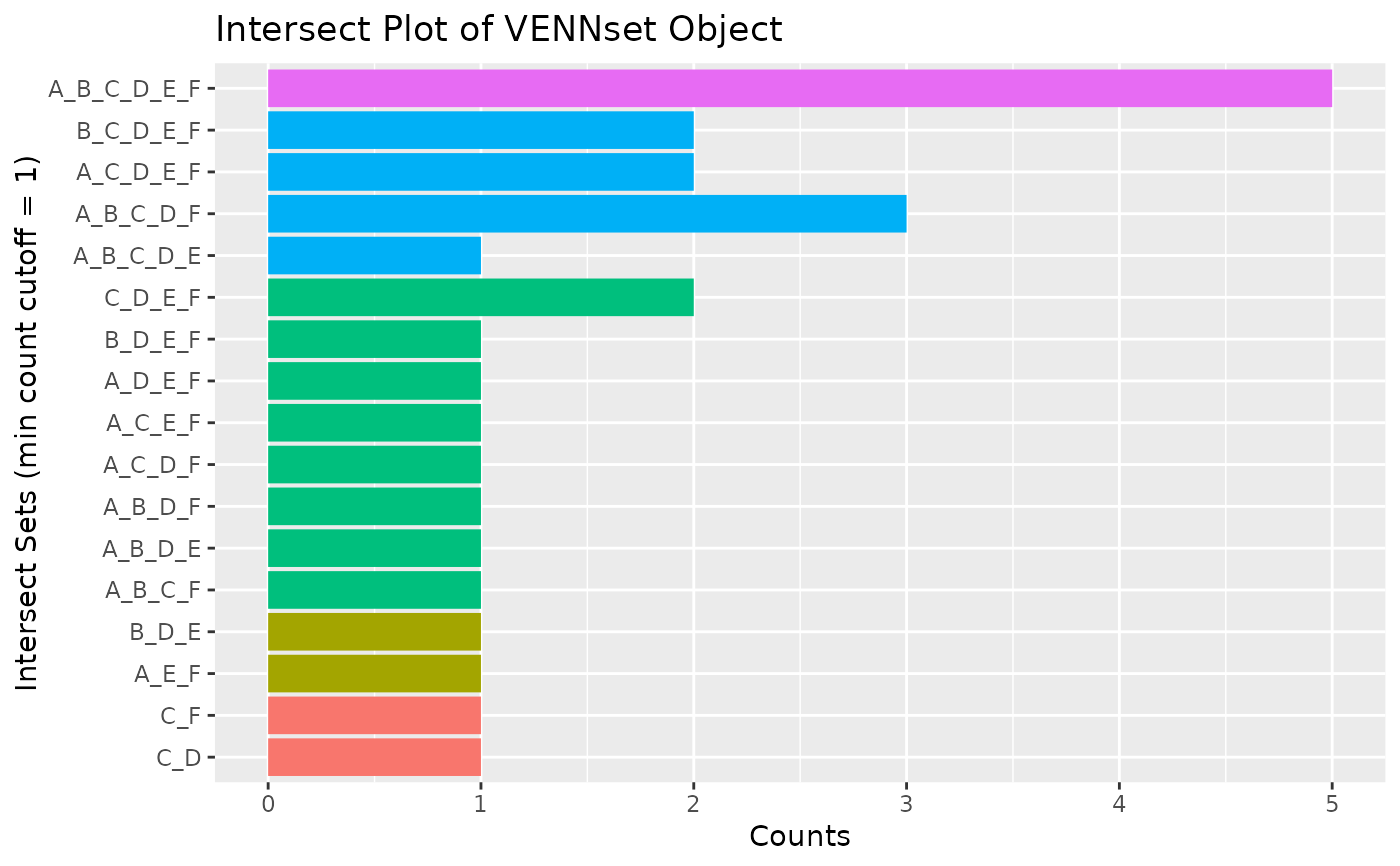 Intersect Plot of VENNset Object
Intersect Sets (min count cutoff = 1)
A_B_C_D_E_F
B_C_D_E_F
A_C_D_E_F
A_B_C_D_F
A_B_C_D_E
C_D_E_F
B_D_E_F
A_D_E_F
A_C_E_F
A_C_D_F
A_B_D_F
A_B_D_E
A_B_C_F
B_D_E
A_E_F
C_F
C_D
0 1 2 3 4 5
Counts